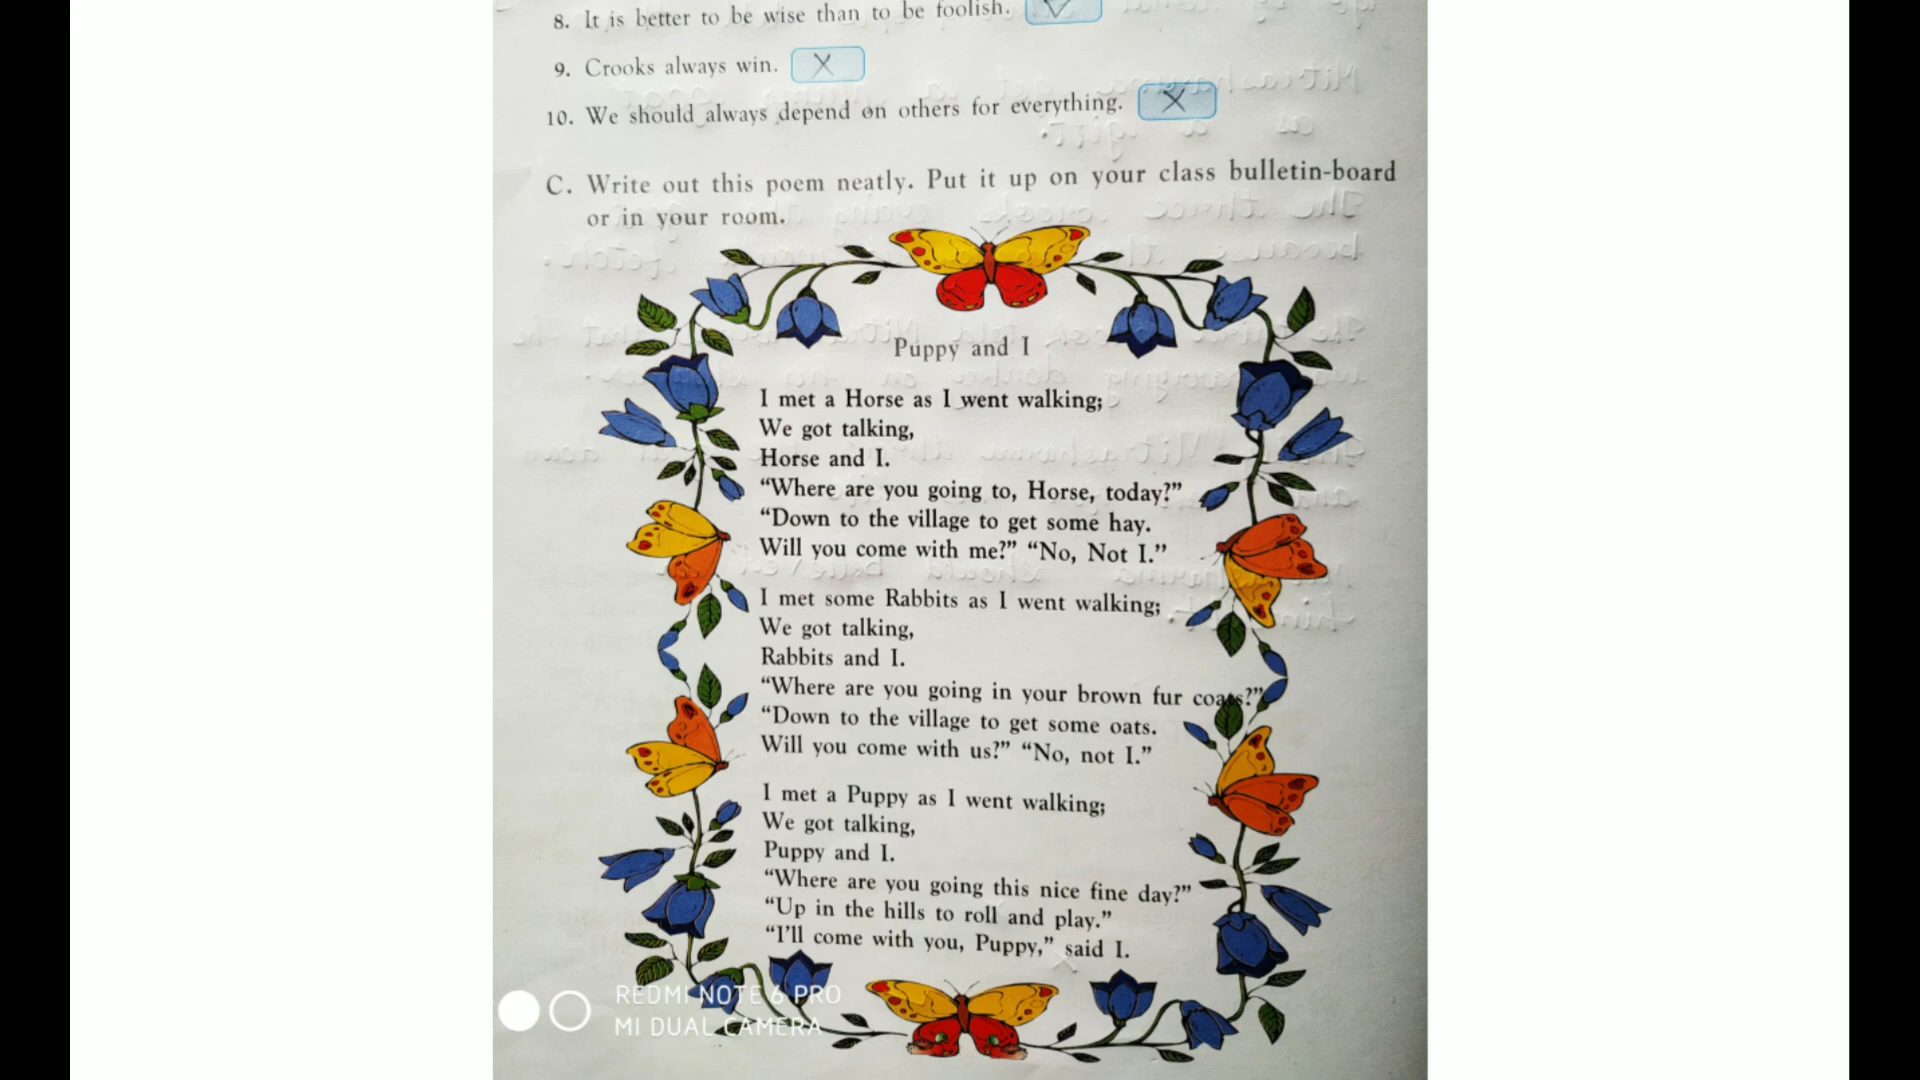 8. It is better to be wise than to be foolish. ✓
9. Crooks always win. X
10. We should always depend on others for everything. X
C. Write out this poem neatly. Put it up on your class bulletin-board
or in your room.
Puppy and I
I met a Horse as I went walking;
We got talking,
Horse and I.
“Where are you going to, Horse, today?”
“Down to the village to get some hay.
Will you come with me?” “No, Not I.”
I met some Rabbits as I went walking;
We got talking,
Rabbits and I.
“Where are you going in your brown fur coats?”
“Down to the village to get some oats.
Will you come with us?” “No, not I.”
I met a Puppy as I went walking;
We got talking,
Puppy and I.
“Where are you going this nice fine day?”
“Up in the hills to roll and play.”
“I’ll come with you, Puppy,” said I.
REDMI NOTE 6 PRO
MI DUAL CAMERA